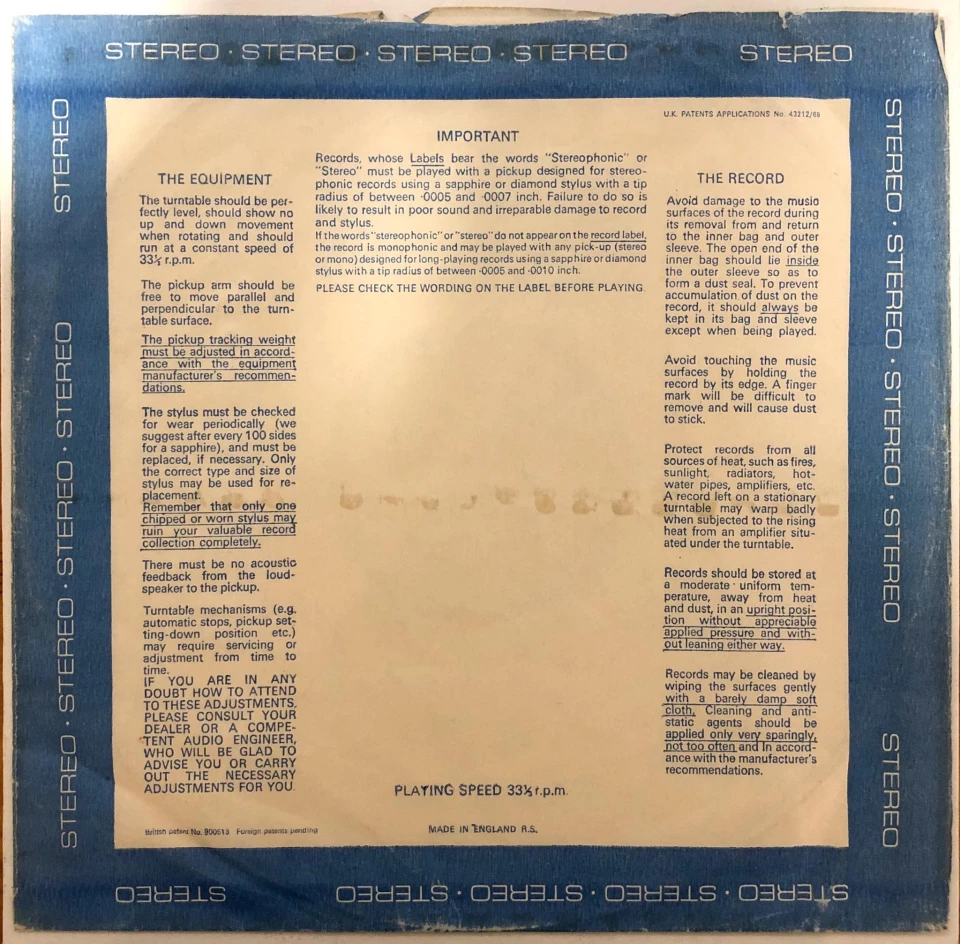 STEREO · STEREO · STEREO · STEREO STEREO
U.K. PATENTS APPLICATIONS No. 43212/68
IMPORTANT
Records, whose Labels bear the words "Stereophonic" or
"Stereo" must be played with a pickup designed for stereo-
phonic records using a sapphire or diamond stylus with a tip
radius of between ·0005 and ·0007 inch. Failure to do so is
likely to result in poor sound and irreparable damage to record
and stylus.
If the words "stereophonic" or "stereo" do not appear on the record label,
the record is monophonic and may be played with any pick-up (stereo
or mono) designed for long-playing records using a sapphire or diamond
stylus with a tip radius of between ·0005 and ·0010 inch.
PLEASE CHECK THE WORDING ON THE LABEL BEFORE PLAYING.
THE EQUIPMENT
The turntable should be per-
fectly level, should show no
up and down movement
when rotating and should
run at a constant speed of
33⅓ r.p.m.
The pickup arm should be
free to move parallel and
perpendicular to the turn-
table surface.
The pickup tracking weight
must be adjusted in accord-
ance with the equipment
manufacturer's recommen-
dations.
The stylus must be checked
for wear periodically (we
suggest after every 100 sides
for a sapphire), and must be
replaced, if necessary. Only
the correct type and size of
stylus may be used for re-
placement.
Remember that only one
chipped or worn stylus may
ruin your valuable record
collection completely.
There must be no acoustic
feedback from the loud-
speaker to the pickup.
Turntable mechanisms (e.g.
automatic stops, pickup set-
ting-down position etc.)
may require servicing or
adjustment from time to
time.
IF YOU ARE IN ANY
DOUBT HOW TO ATTEND
TO THESE ADJUSTMENTS,
PLEASE CONSULT YOUR
DEALER OR A COMPE-
TENT AUDIO ENGINEER,
WHO WILL BE GLAD TO
ADVISE YOU OR CARRY
OUT THE NECESSARY
ADJUSTMENTS FOR YOU.
THE RECORD
Avoid damage to the music
surfaces of the record during
its removal from and return
to the inner bag and outer
sleeve. The open end of the
inner bag should lie inside
the outer sleeve so as to
form a dust seal. To prevent
accumulation of dust on the
record, it should always be
kept in its bag and sleeve
except when being played.
Avoid touching the music
surfaces by holding the
record by its edge. A finger
mark will be difficult to
remove and will cause dust
to stick.
Protect records from all
sources of heat, such as fires,
sunlight, radiators, hot-
water pipes, amplifiers, etc.
A record left on a stationary
turntable may warp badly
when subjected to the rising
heat from an amplifier situ-
ated under the turntable.
Records should be stored at
a moderate uniform tem-
perature, away from heat
and dust, in an upright posi-
tion without appreciable
applied pressure and with-
out leaning either way.
Records may be cleaned by
wiping the surfaces gently
with a barely damp soft
cloth. Cleaning and anti-
static agents should be
applied only very sparingly,
not too often and in accord-
ance with the manufacturer's
recommendations.
PLAYING SPEED 33⅓ r.p.m.
British patent No. 900513 Foreign patents pending
MADE IN ENGLAND R.S.
STEREO · STEREO · STEREO · STEREO STEREO
STEREO · STEREO · STEREO · STEREO STEREO
STEREO · STEREO · STEREO · STEREO STEREO